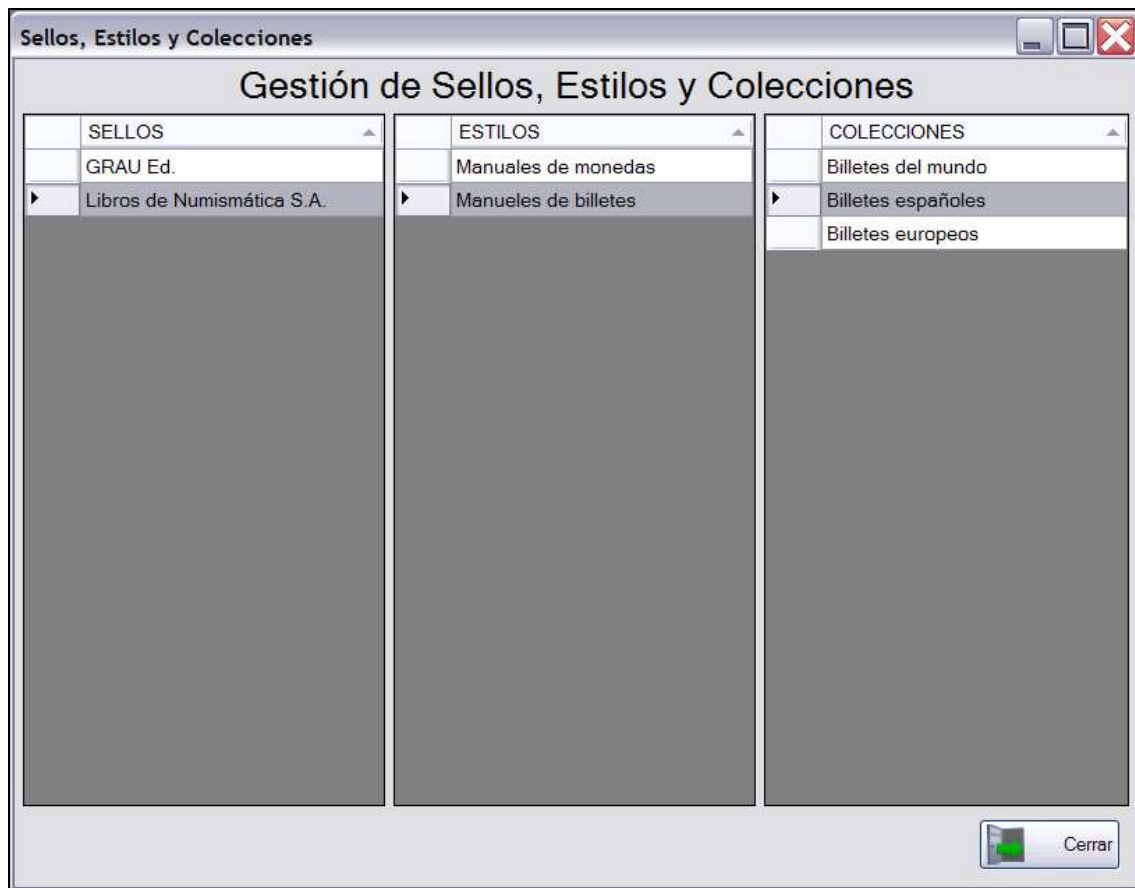 Sellos, Estilos y Colecciones
Gestión de Sellos, Estilos y Colecciones
SELLOS
GRAU Ed.
Libros de Numismática S.A.
ESTILOS
Manuales de monedas
Manueles de billetes
COLECCIONES
Billetes del mundo
Billetes españoles
Billetes europeos
Cerrar